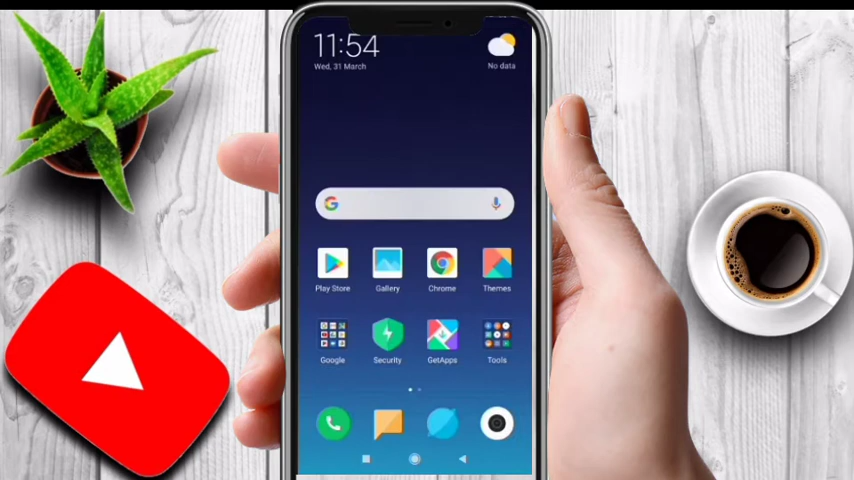 11:54
Wed, 31 March
No data
Play Store
Gallery
Chrome
Themes
Google
Security
GetApps
Tools